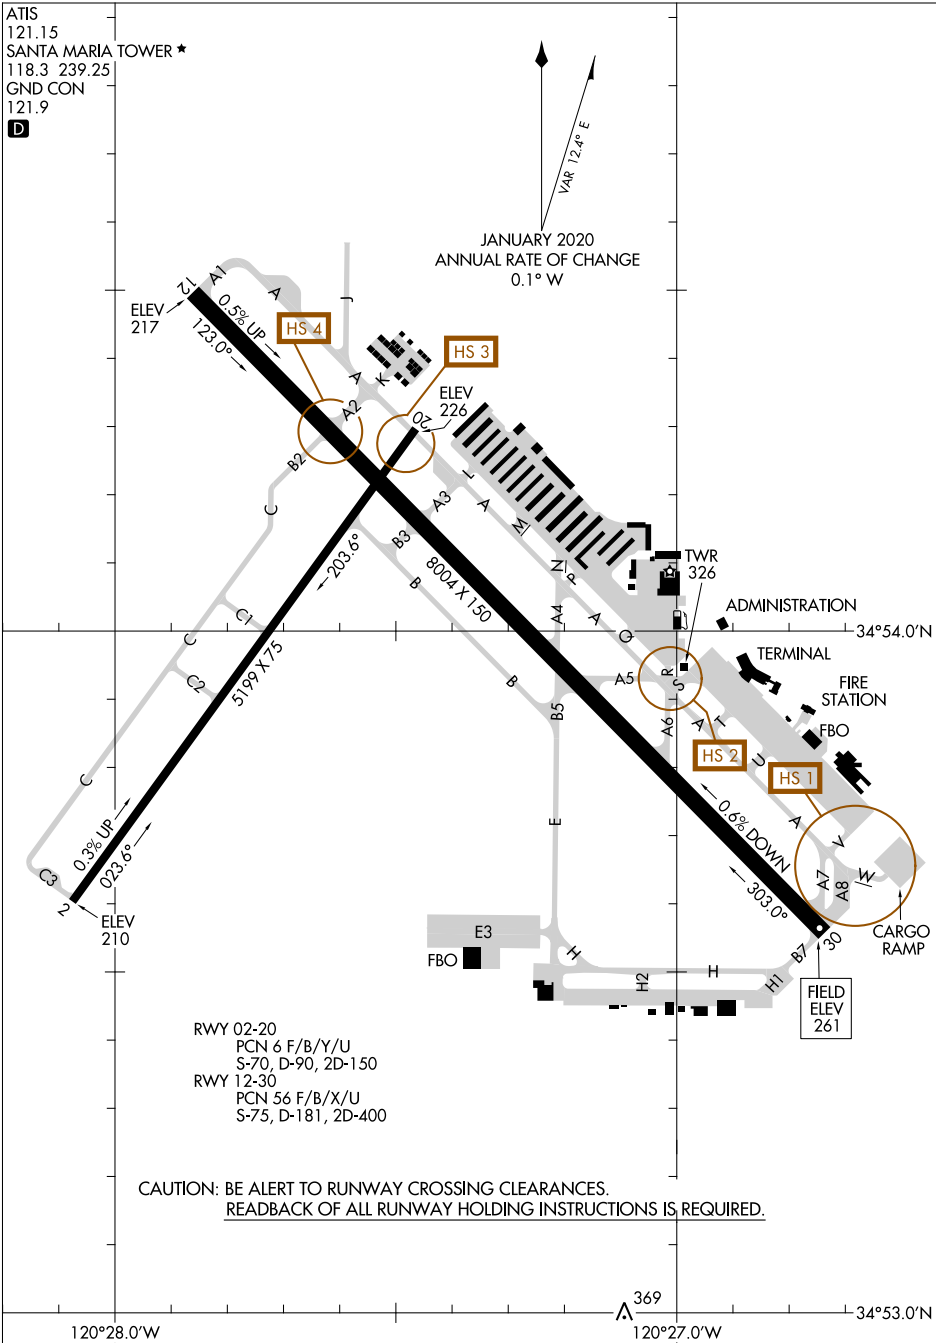 ATIS
121.15
SANTA MARIA TOWER ★
118.3 239.25
GND CON
121.9
D
VAR 12.4° E
JANUARY 2020
ANNUAL RATE OF CHANGE
0.1° W
12
A1
A
J
ELEV
217
0.5% UP
123.0°
HS 4
HS 3
A
K
A2
ELEV
226
20
B2
C
L
A3
A
M
B3
203.6°
B
8004 X 150
N
P
TWR
326
A4
A
Q
ADMINISTRATION
34°54.0'N
C1
C
5199 X 75
C2
B
A5
R
S
TERMINAL
FIRE
STATION
FBO
B5
A6
A
T
U
HS 2
HS 1
C
0.3% UP
023.6°
E
0.6% DOWN
303.0°
A
V
A7
A8
W
C3
2
ELEV
210
E3
FBO
H
H2
H
H1
B7
30
CARGO
RAMP
FIELD
ELEV
261
RWY 02-20
PCN 6 F/B/Y/U
S-70, D-90, 2D-150
RWY 12-30
PCN 56 F/B/X/U
S-75, D-181, 2D-400
CAUTION: BE ALERT TO RUNWAY CROSSING CLEARANCES.
READBACK OF ALL RUNWAY HOLDING INSTRUCTIONS IS REQUIRED.
369
34°53.0'N
120°28.0'W
120°27.0'W